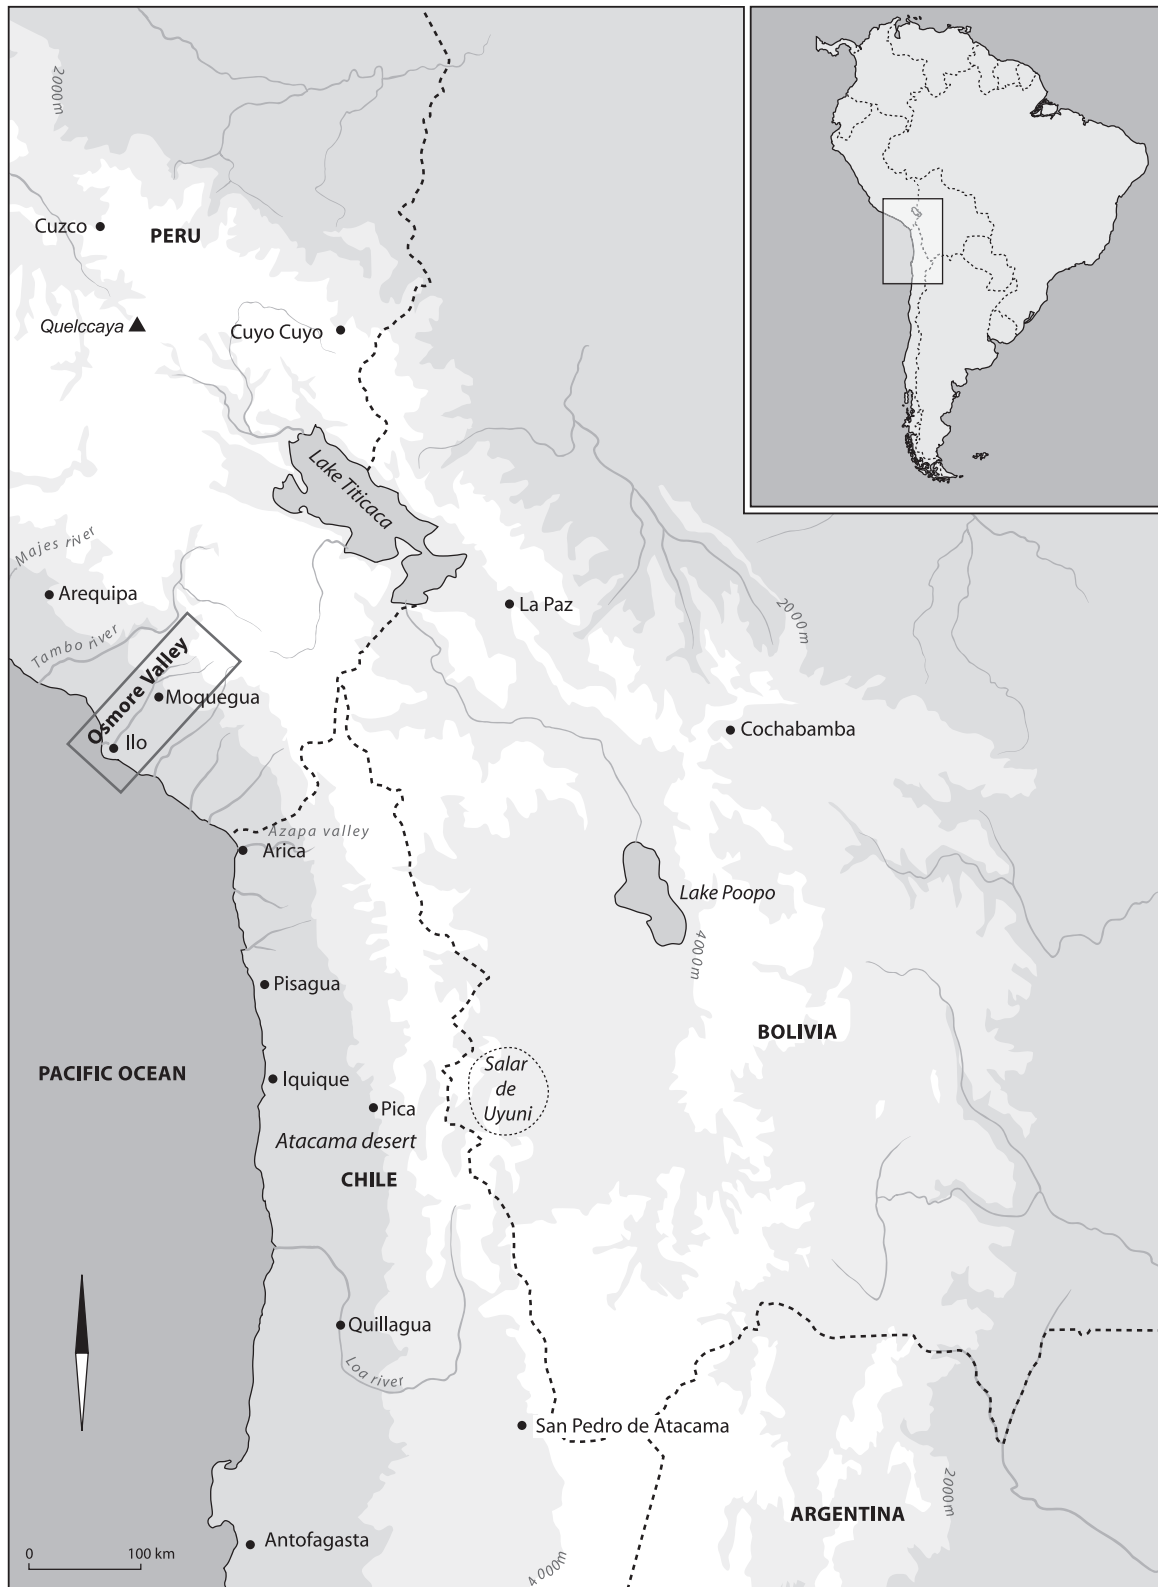 2000m
Cuzco
PERU
Quelccaya
Cuyo Cuyo
Lake Titicaca
Majes river
Arequipa
La Paz
2000m
Tambo river
Osmore Valley
Moquegua
Ilo
Cochabamba
Azapa valley
Arica
Lake Poopo
4000m
Pisagua
BOLIVIA
Salar
de
Uyuni
PACIFIC OCEAN
Iquique
Pica
Atacama desert
CHILE
Quillagua
Loa river
San Pedro de Atacama
2000m
ARGENTINA
Antofagasta
0
100 km
4000m